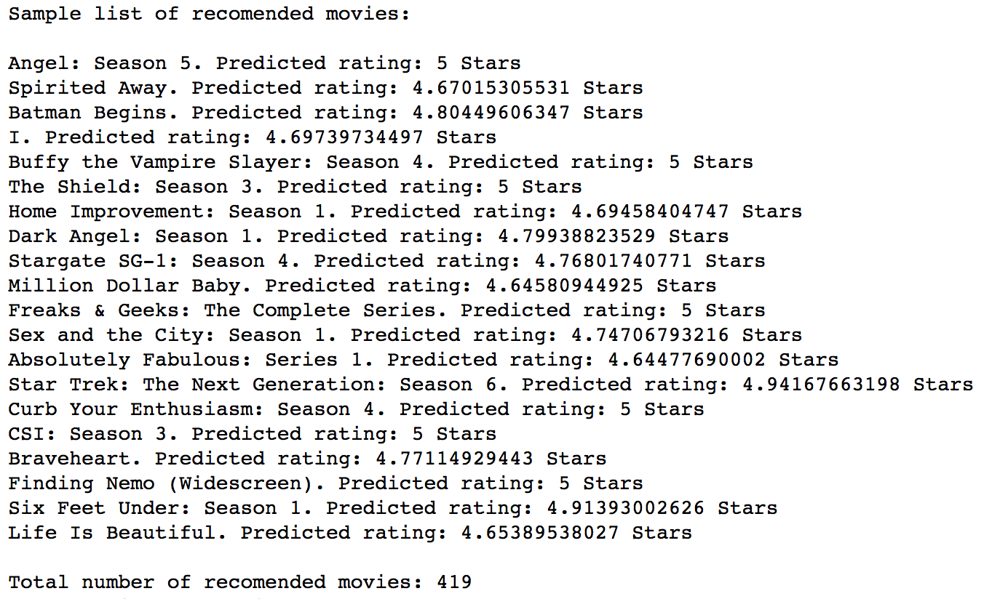 Sample list of recomended movies:
Angel: Season 5. Predicted rating: 5 Stars
Spirited Away. Predicted rating: 4.67015305531 Stars
Batman Begins. Predicted rating: 4.80449606347 Stars
I. Predicted rating: 4.69739734497 Stars
Buffy the Vampire Slayer: Season 4. Predicted rating: 5 Stars
The Shield: Season 3. Predicted rating: 5 Stars
Home Improvement: Season 1. Predicted rating: 4.69458404747 Stars
Dark Angel: Season 1. Predicted rating: 4.79938823529 Stars
Stargate SG-1: Season 4. Predicted rating: 4.76801740771 Stars
Million Dollar Baby. Predicted rating: 4.64580944925 Stars
Freaks & Geeks: The Complete Series. Predicted rating: 5 Stars
Sex and the City: Season 1. Predicted rating: 4.74706793216 Stars
Absolutely Fabulous: Series 1. Predicted rating: 4.64477690002 Stars
Star Trek: The Next Generation: Season 6. Predicted rating: 4.94167663198 Stars
Curb Your Enthusiasm: Season 4. Predicted rating: 5 Stars
CSI: Season 3. Predicted rating: 5 Stars
Braveheart. Predicted rating: 4.77114929443 Stars
Finding Nemo (Widescreen). Predicted rating: 5 Stars
Six Feet Under: Season 1. Predicted rating: 4.91393002626 Stars
Life Is Beautiful. Predicted rating: 4.65389538027 Stars
Total number of recomended movies: 419